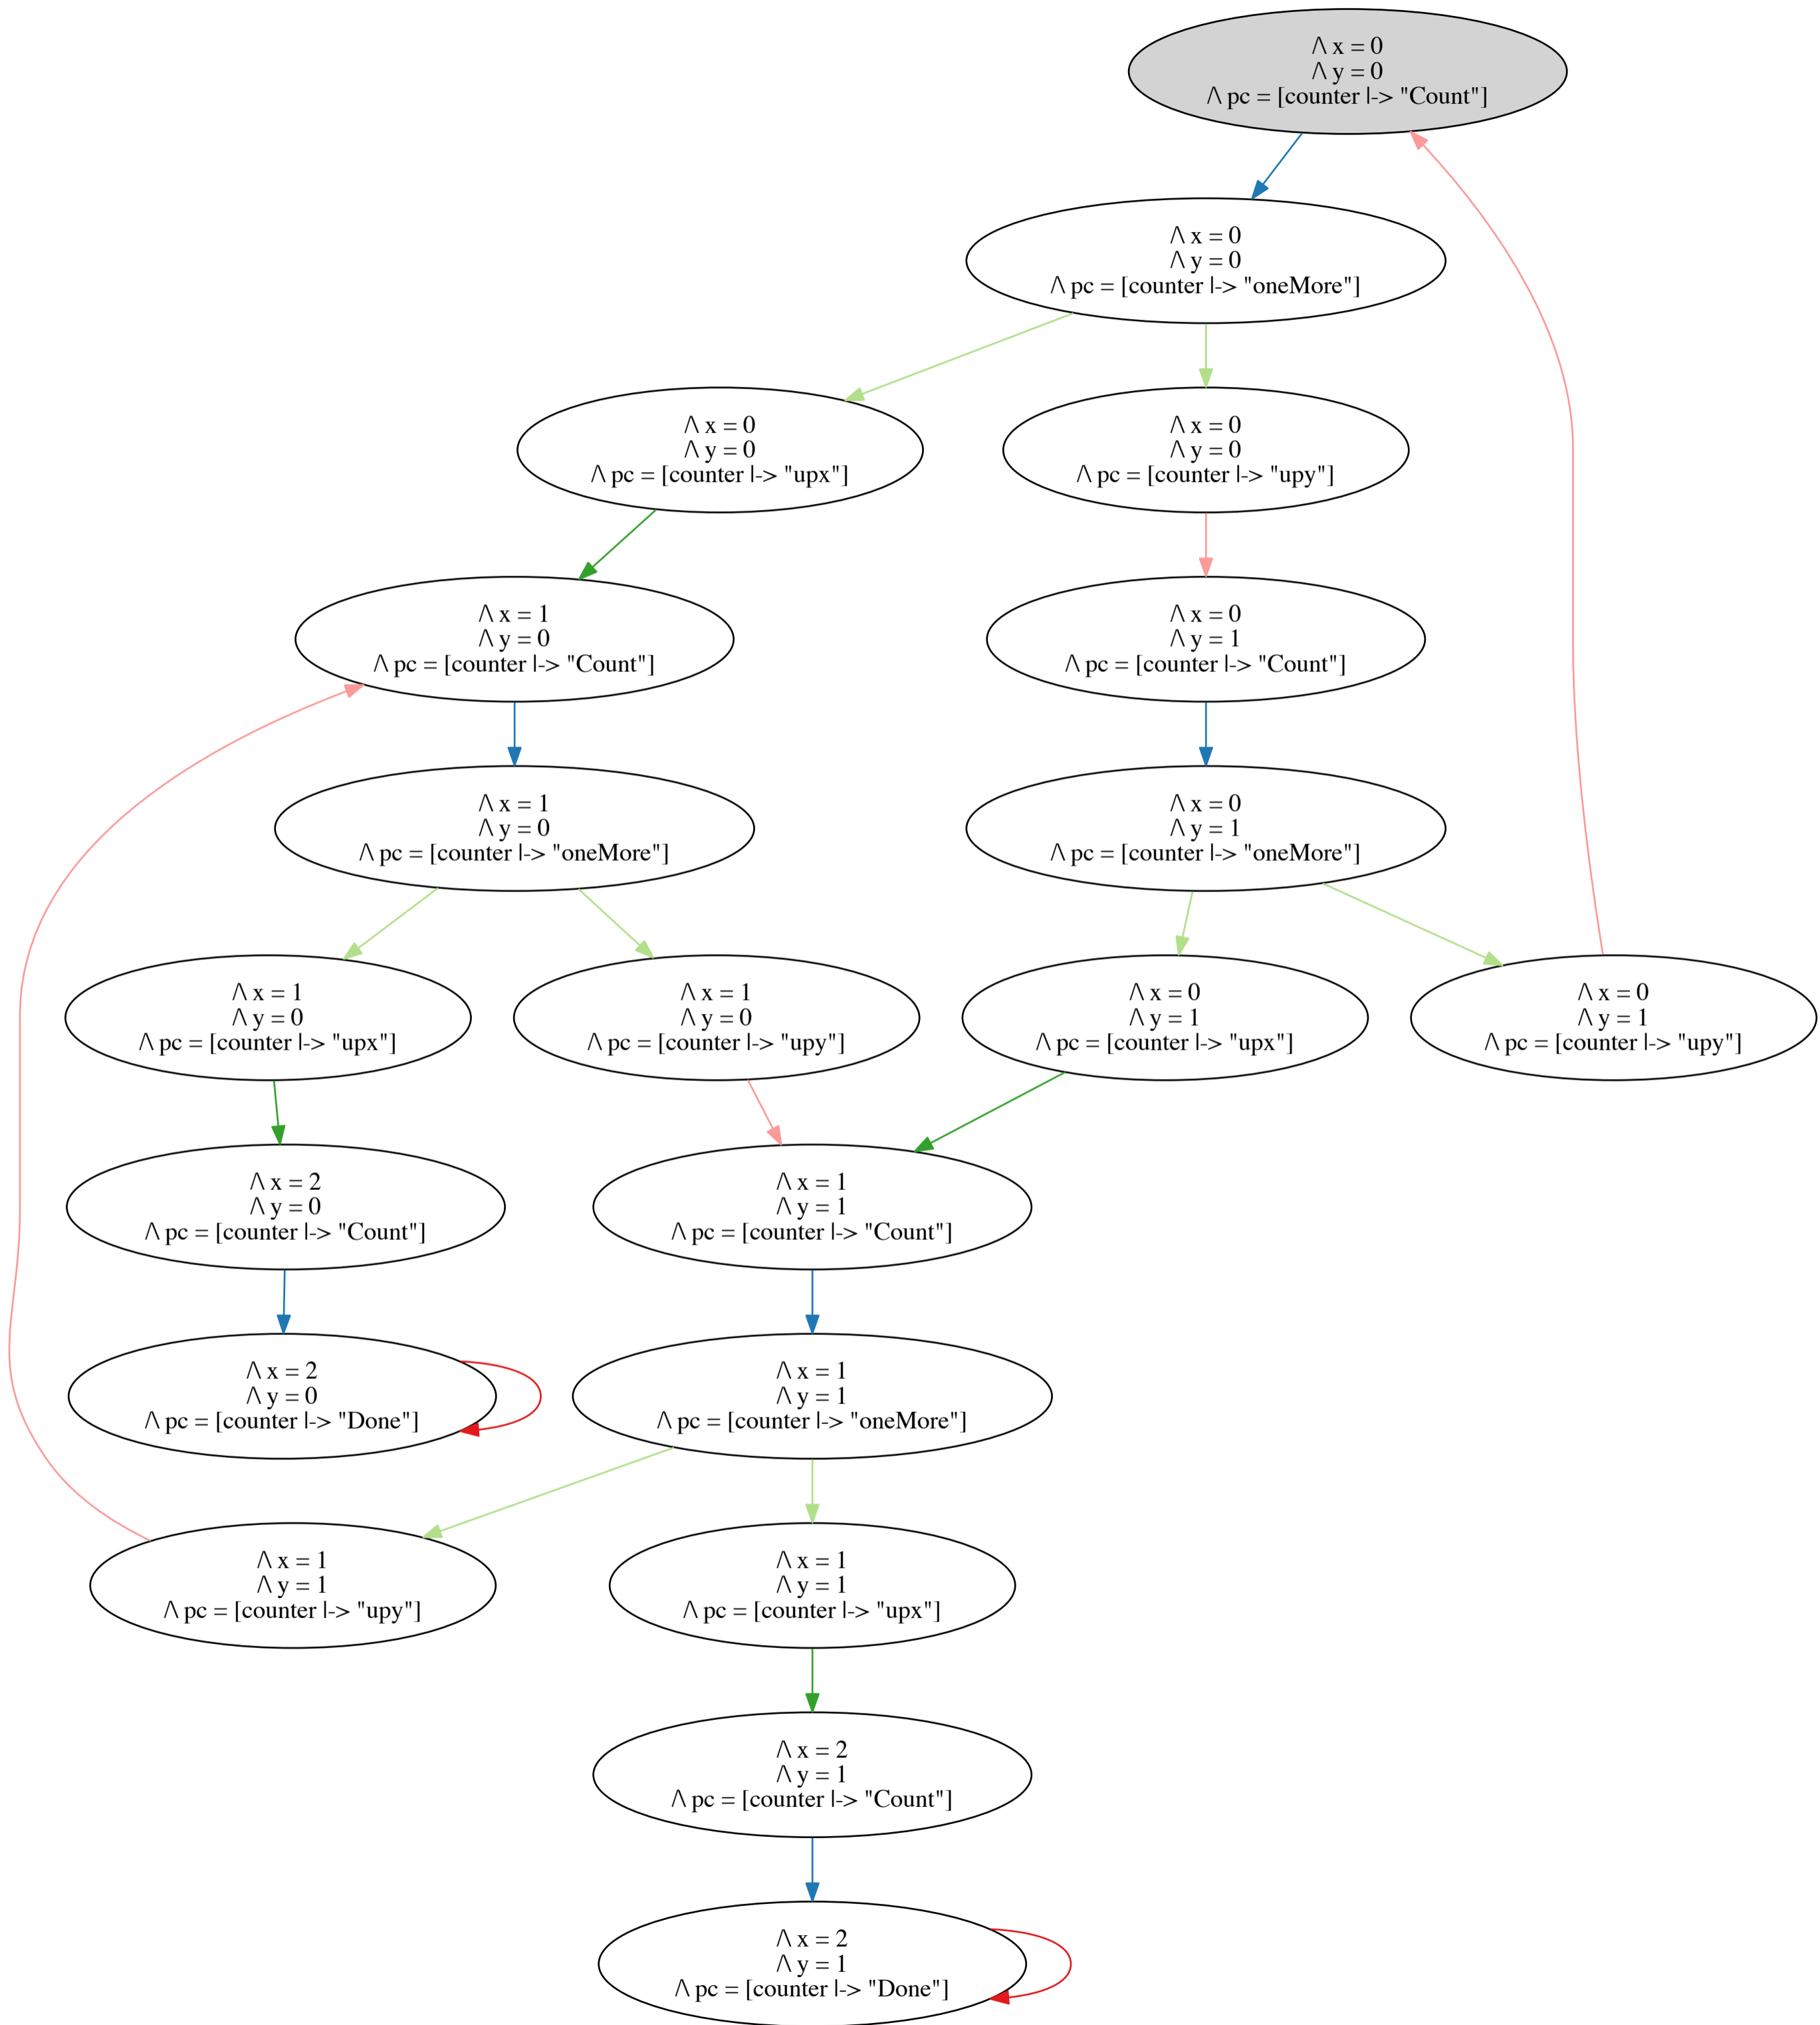 /\ x = 0
/\ y = 0
/\ pc = [counter |-> "Count"]
/\ x = 0
/\ y = 0
/\ pc = [counter |-> "oneMore"]
/\ x = 0
/\ y = 0
/\ pc = [counter |-> "upx"]
/\ x = 0
/\ y = 0
/\ pc = [counter |-> "upy"]
/\ x = 1
/\ y = 0
/\ pc = [counter |-> "Count"]
/\ x = 0
/\ y = 1
/\ pc = [counter |-> "Count"]
/\ x = 1
/\ y = 0
/\ pc = [counter |-> "oneMore"]
/\ x = 0
/\ y = 1
/\ pc = [counter |-> "oneMore"]
/\ x = 1
/\ y = 0
/\ pc = [counter |-> "upx"]
/\ x = 1
/\ y = 0
/\ pc = [counter |-> "upy"]
/\ x = 0
/\ y = 1
/\ pc = [counter |-> "upx"]
/\ x = 0
/\ y = 1
/\ pc = [counter |-> "upy"]
/\ x = 2
/\ y = 0
/\ pc = [counter |-> "Count"]
/\ x = 1
/\ y = 1
/\ pc = [counter |-> "Count"]
/\ x = 2
/\ y = 0
/\ pc = [counter |-> "Done"]
/\ x = 1
/\ y = 1
/\ pc = [counter |-> "oneMore"]
/\ x = 1
/\ y = 1
/\ pc = [counter |-> "upy"]
/\ x = 1
/\ y = 1
/\ pc = [counter |-> "upx"]
/\ x = 2
/\ y = 1
/\ pc = [counter |-> "Count"]
/\ x = 2
/\ y = 1
/\ pc = [counter |-> "Done"]